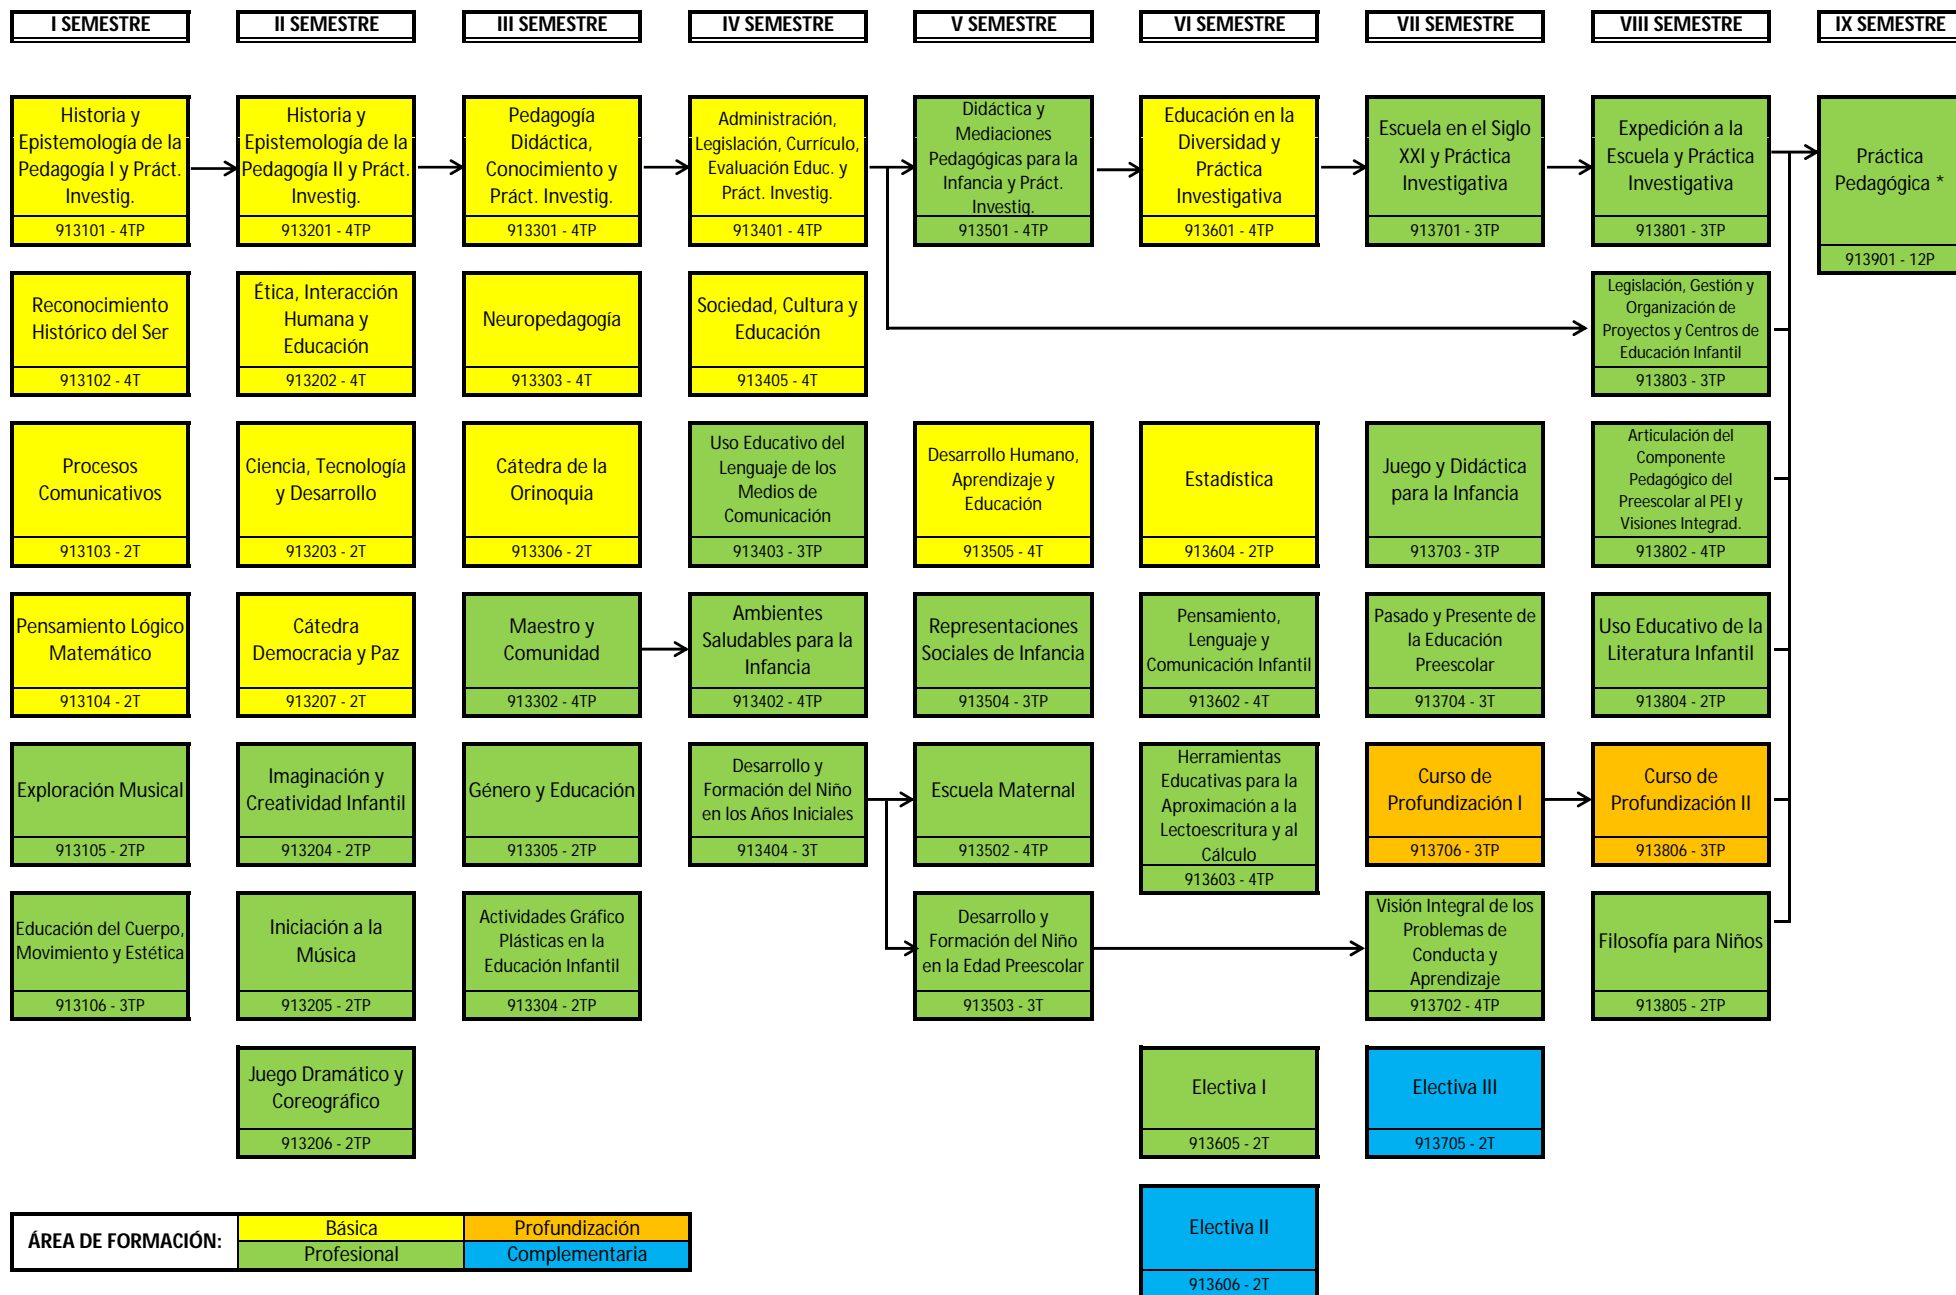 I SEMESTRE
II SEMESTRE
III SEMESTRE
IV SEMESTRE
V SEMESTRE
VI SEMESTRE
VII SEMESTRE
VIII SEMESTRE
IX SEMESTRE
Historia y
Epistemología de la
Pedagogía I y Práct.
Investig.
913101 - 4TP
Historia y
Epistemología de la
Pedagogía II y Práct.
Investig.
913201 - 4TP
Pedagogía
Didáctica,
Conocimiento y
Práct. Investig.
913301 - 4TP
Administración,
Legislación, Currículo,
Evaluación Educ. y
Práct. Investig.
913401 - 4TP
Didáctica y
Mediaciones
Pedagógicas para la
Infancia y Práct.
Investig.
913501 - 4TP
Educación en la
Diversidad y
Práctica
Investigativa
913601 - 4TP
Escuela en el Siglo
XXI y Práctica
Investigativa
913701 - 3TP
Expedición a la
Escuela y Práctica
Investigativa
913801 - 3TP
Práctica
Pedagógica *
913901 - 12P
Reconocimiento
Histórico del Ser
913102 - 4T
Ética, Interacción
Humana y
Educación
913202 - 4T
Neuropedagogía
913303 - 4T
Sociedad, Cultura y
Educación
913405 - 4T
Legislación, Gestión y
Organización de
Proyectos y Centros de
Educación Infantil
913803 - 3TP
Procesos
Comunicativos
913103 - 2T
Ciencia, Tecnología
y Desarrollo
913203 - 2T
Cátedra de la
Orinoquia
913306 - 2T
Uso Educativo del
Lenguaje de los
Medios de
Comunicación
913403 - 3TP
Desarrollo Humano,
Aprendizaje y
Educación
913505 - 4T
Estadística
913604 - 2TP
Juego y Didáctica
para la Infancia
913703 - 3TP
Articulación del
Componente
Pedagógico del
Preescolar al PEI y
Visiones Integrad.
913802 - 4TP
Pensamiento Lógico
Matemático
913104 - 2T
Cátedra
Democracia y Paz
913207 - 2T
Maestro y
Comunidad
913302 - 4TP
Ambientes
Saludables para la
Infancia
913402 - 4TP
Representaciones
Sociales de Infancia
913504 - 3TP
Pensamiento,
Lenguaje y
Comunicación Infantil
913602 - 4T
Pasado y Presente de
la Educación
Preescolar
913704 - 3T
Uso Educativo de la
Literatura Infantil
913804 - 2TP
Exploración Musical
913105 - 2TP
Imaginación y
Creatividad Infantil
913204 - 2TP
Género y Educación
913305 - 2TP
Desarrollo y
Formación del Niño
en los Años Iniciales
913404 - 3T
Escuela Maternal
913502 - 4TP
Herramientas
Educativas para la
Aproximación a la
Lectoescritura y al
Cálculo
913603 - 4TP
Curso de
Profundización I
913706 - 3TP
Curso de
Profundización II
913806 - 3TP
Educación del Cuerpo,
Movimiento y Estética
913106 - 3TP
Iniciación a la
Música
913205 - 2TP
Actividades Gráfico
Plásticas en la
Educación Infantil
913304 - 2TP
Desarrollo y
Formación del Niño
en la Edad Preescolar
913503 - 3T
Visión Integral de los
Problemas de
Conducta y
Aprendizaje
913702 - 4TP
Filosofía para Niños
913805 - 2TP
Juego Dramático y
Coreográfico
913206 - 2TP
Electiva I
913605 - 2T
Electiva III
913705 - 2T
Electiva II
913606 - 2T
ÁREA DE FORMACIÓN:
Básica
Profundización
Profesional
Complementaria